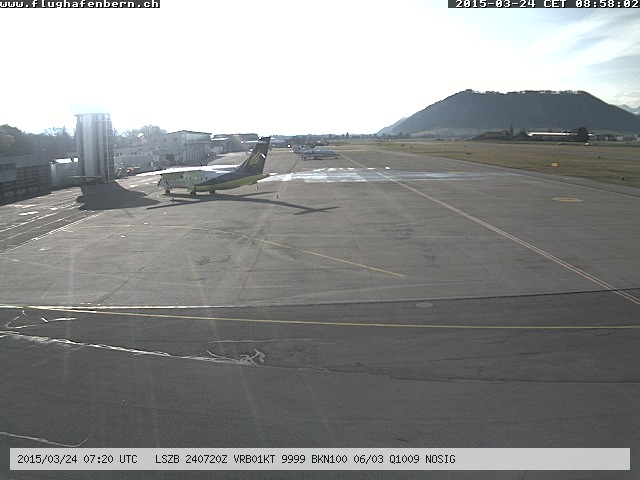 www.flughafenbern.ch
2015-03-24 CET 08:58:02
2015/03/24 07:20 UTC LSZB 240720Z VRB01KT 9999 BKN100 06/03 Q1009 NOSIG